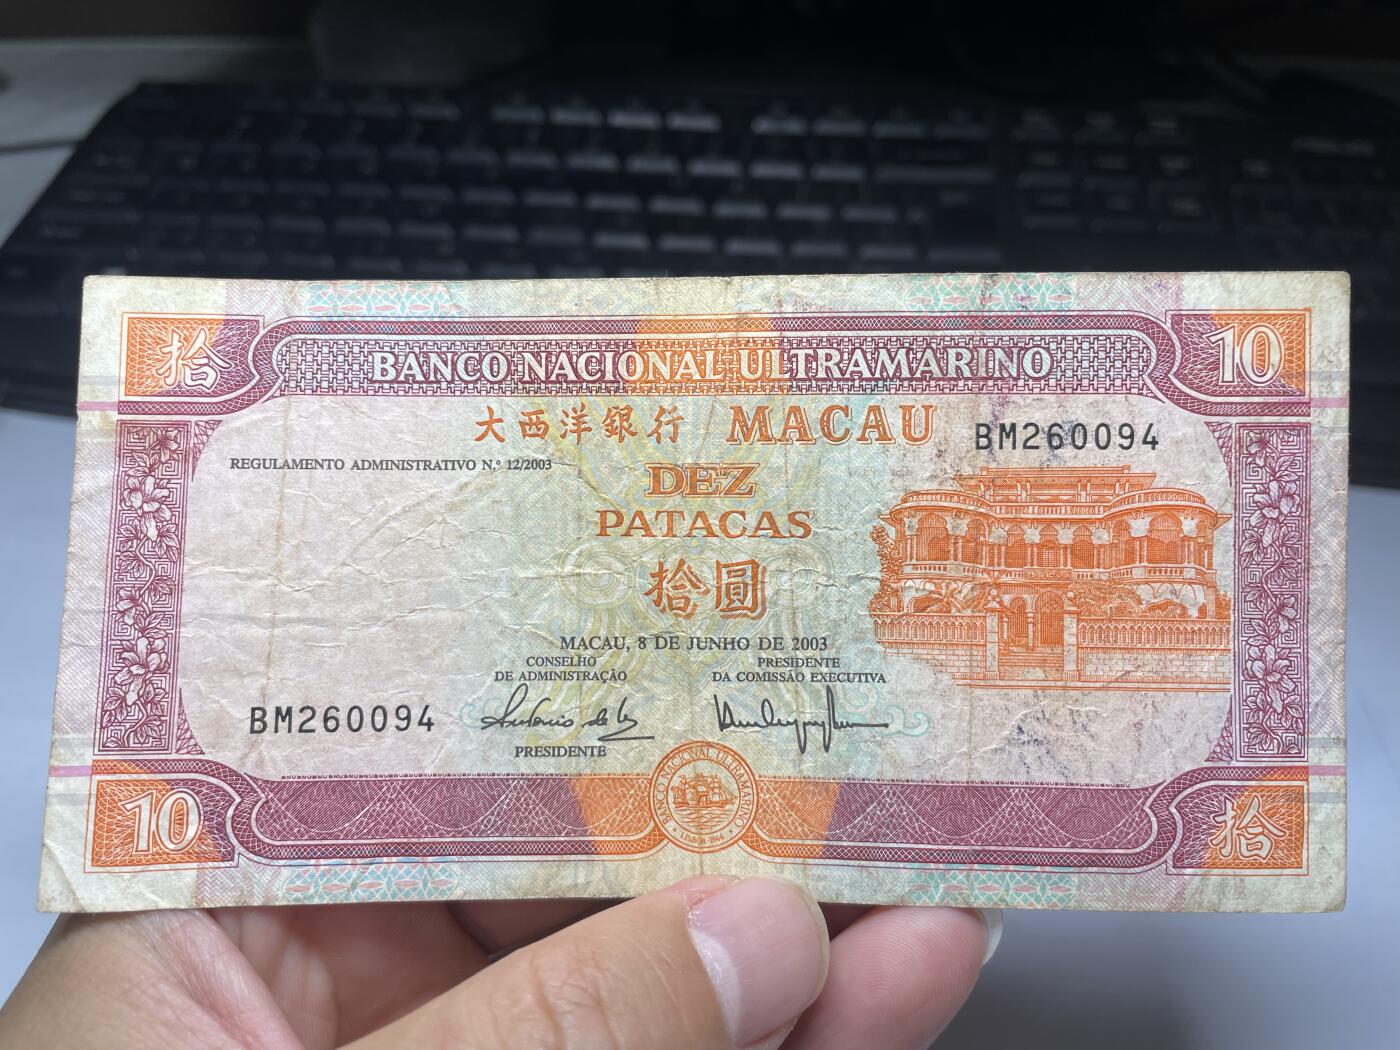 拾
BANCO NACIONAL ULTRAMARINO
10
大西洋銀行 MACAU
BM260094
REGULAMENTO ADMINISTRATIVO N.º 12/2003
DEZ
PATACAS
拾圓
MACAU, 8 DE JUNHO DE 2003
CONSELHO
DE ADMINISTRAÇÃO
PRESIDENTE
DA COMISSÃO EXECUTIVA
BM260094
PRESIDENTE
10
BANCO NACIONAL ULTRAMARINO
LISBOA 1864
拾